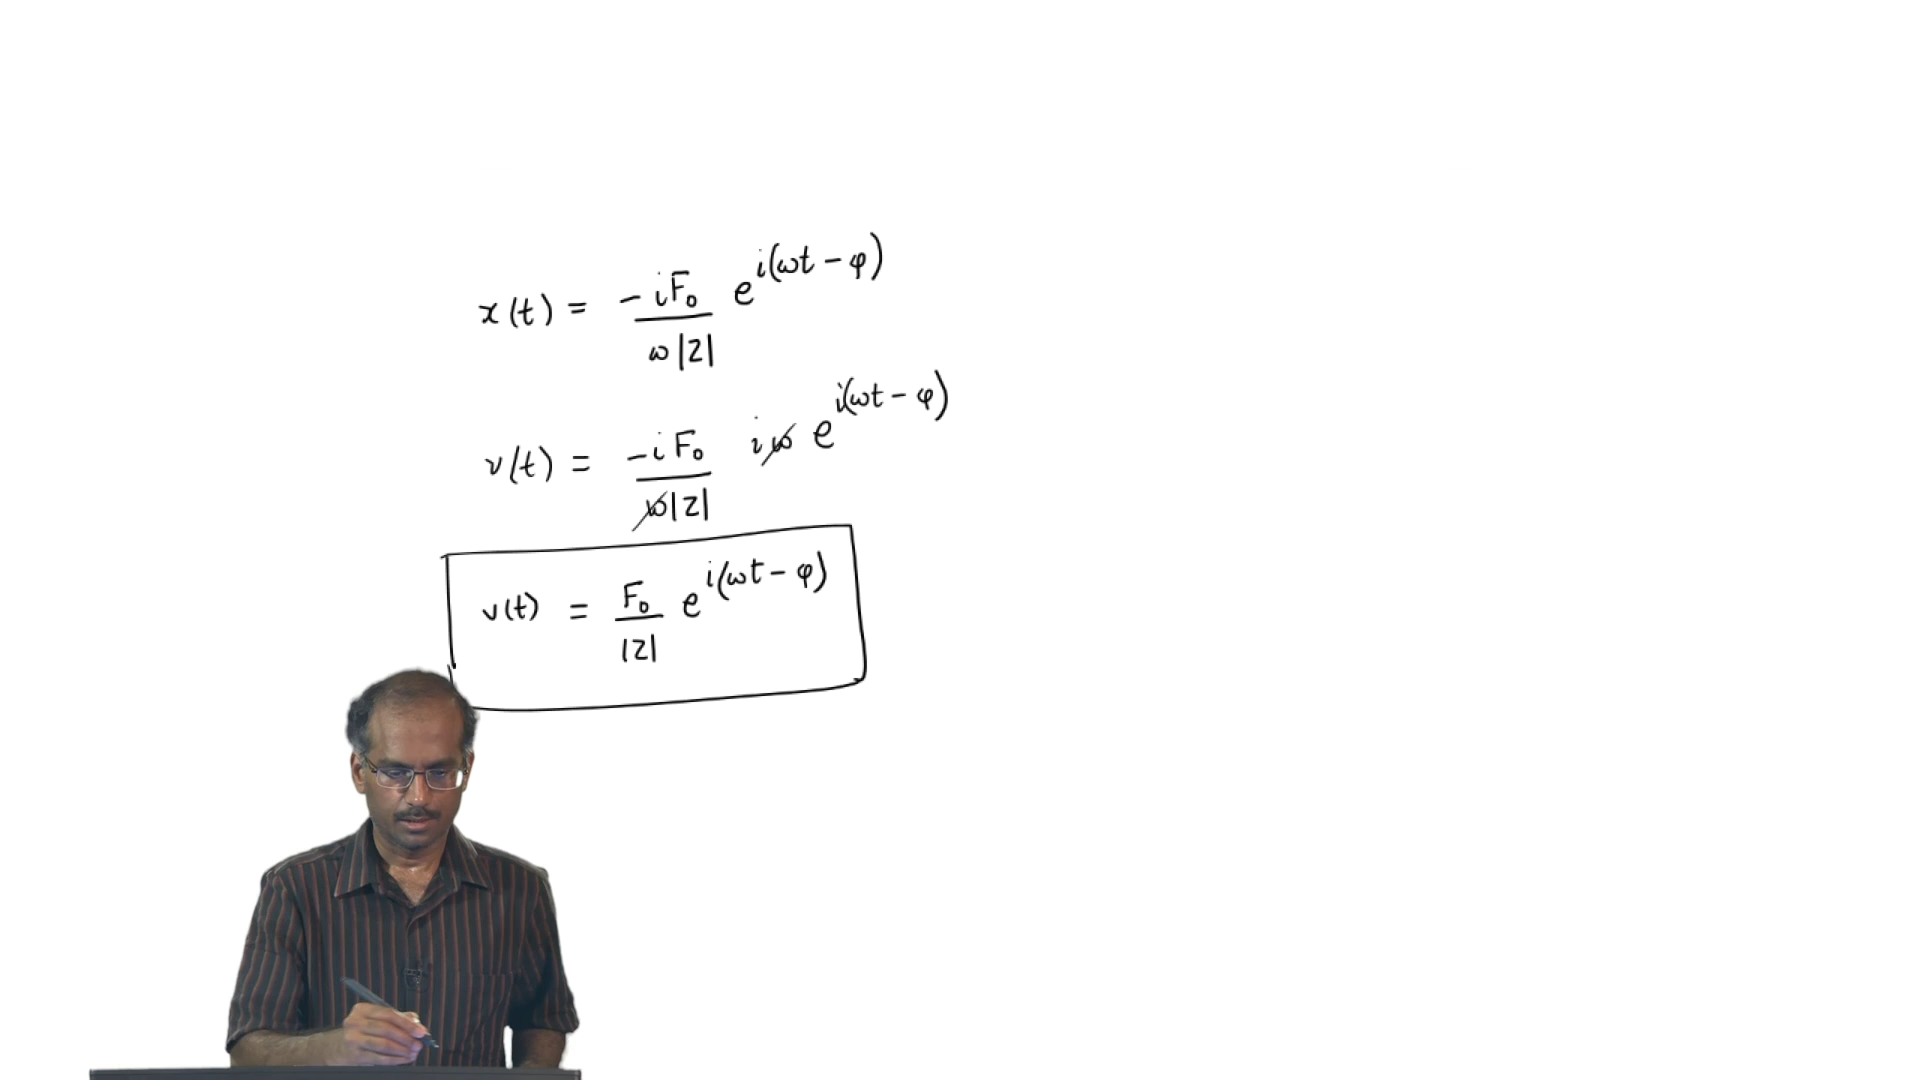 x(t) = -iF₀ / ω|Z| e^{i(ωt - φ)}
v(t) = -iF₀ / ω|Z| iω e^{i(ωt - φ)}
v(t) = F₀ / |Z| e^{i(ωt - φ)}